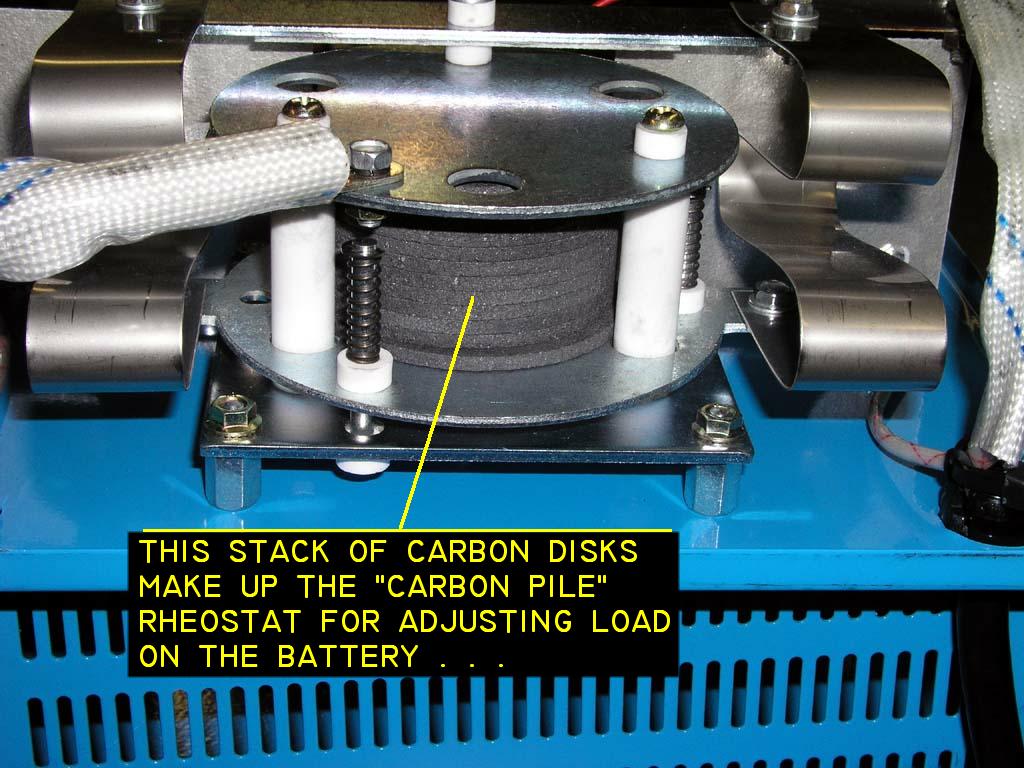 THIS STACK OF CARBON DISKS
MAKE UP THE "CARBON PILE"
RHEOSTAT FOR ADJUSTING LOAD
ON THE BATTERY . . .